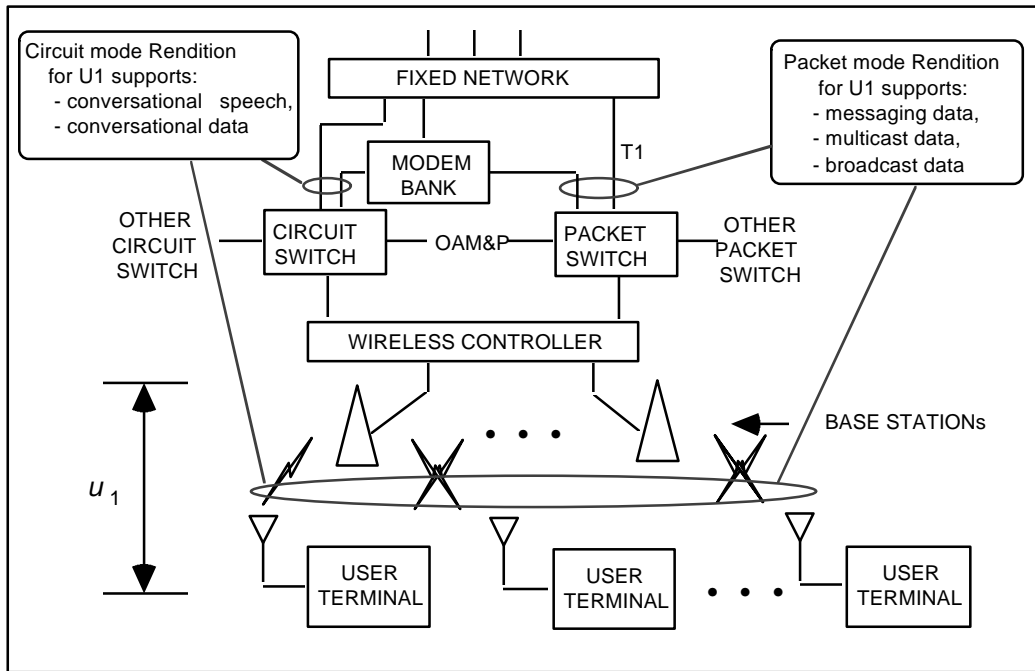 Circuit mode Rendition
for U1 supports:
- conversational speech,
- conversational data
Packet mode Rendition
for U1 supports:
- messaging data,
- multicast data,
- broadcast data
FIXED NETWORK
T1
MODEM
BANK
OTHER
CIRCUIT
SWITCH
CIRCUIT
SWITCH
OAM&P
PACKET
SWITCH
OTHER
PACKET
SWITCH
WIRELESS CONTROLLER
BASE STATIONs
u 1
USER
TERMINAL
USER
TERMINAL
USER
TERMINAL